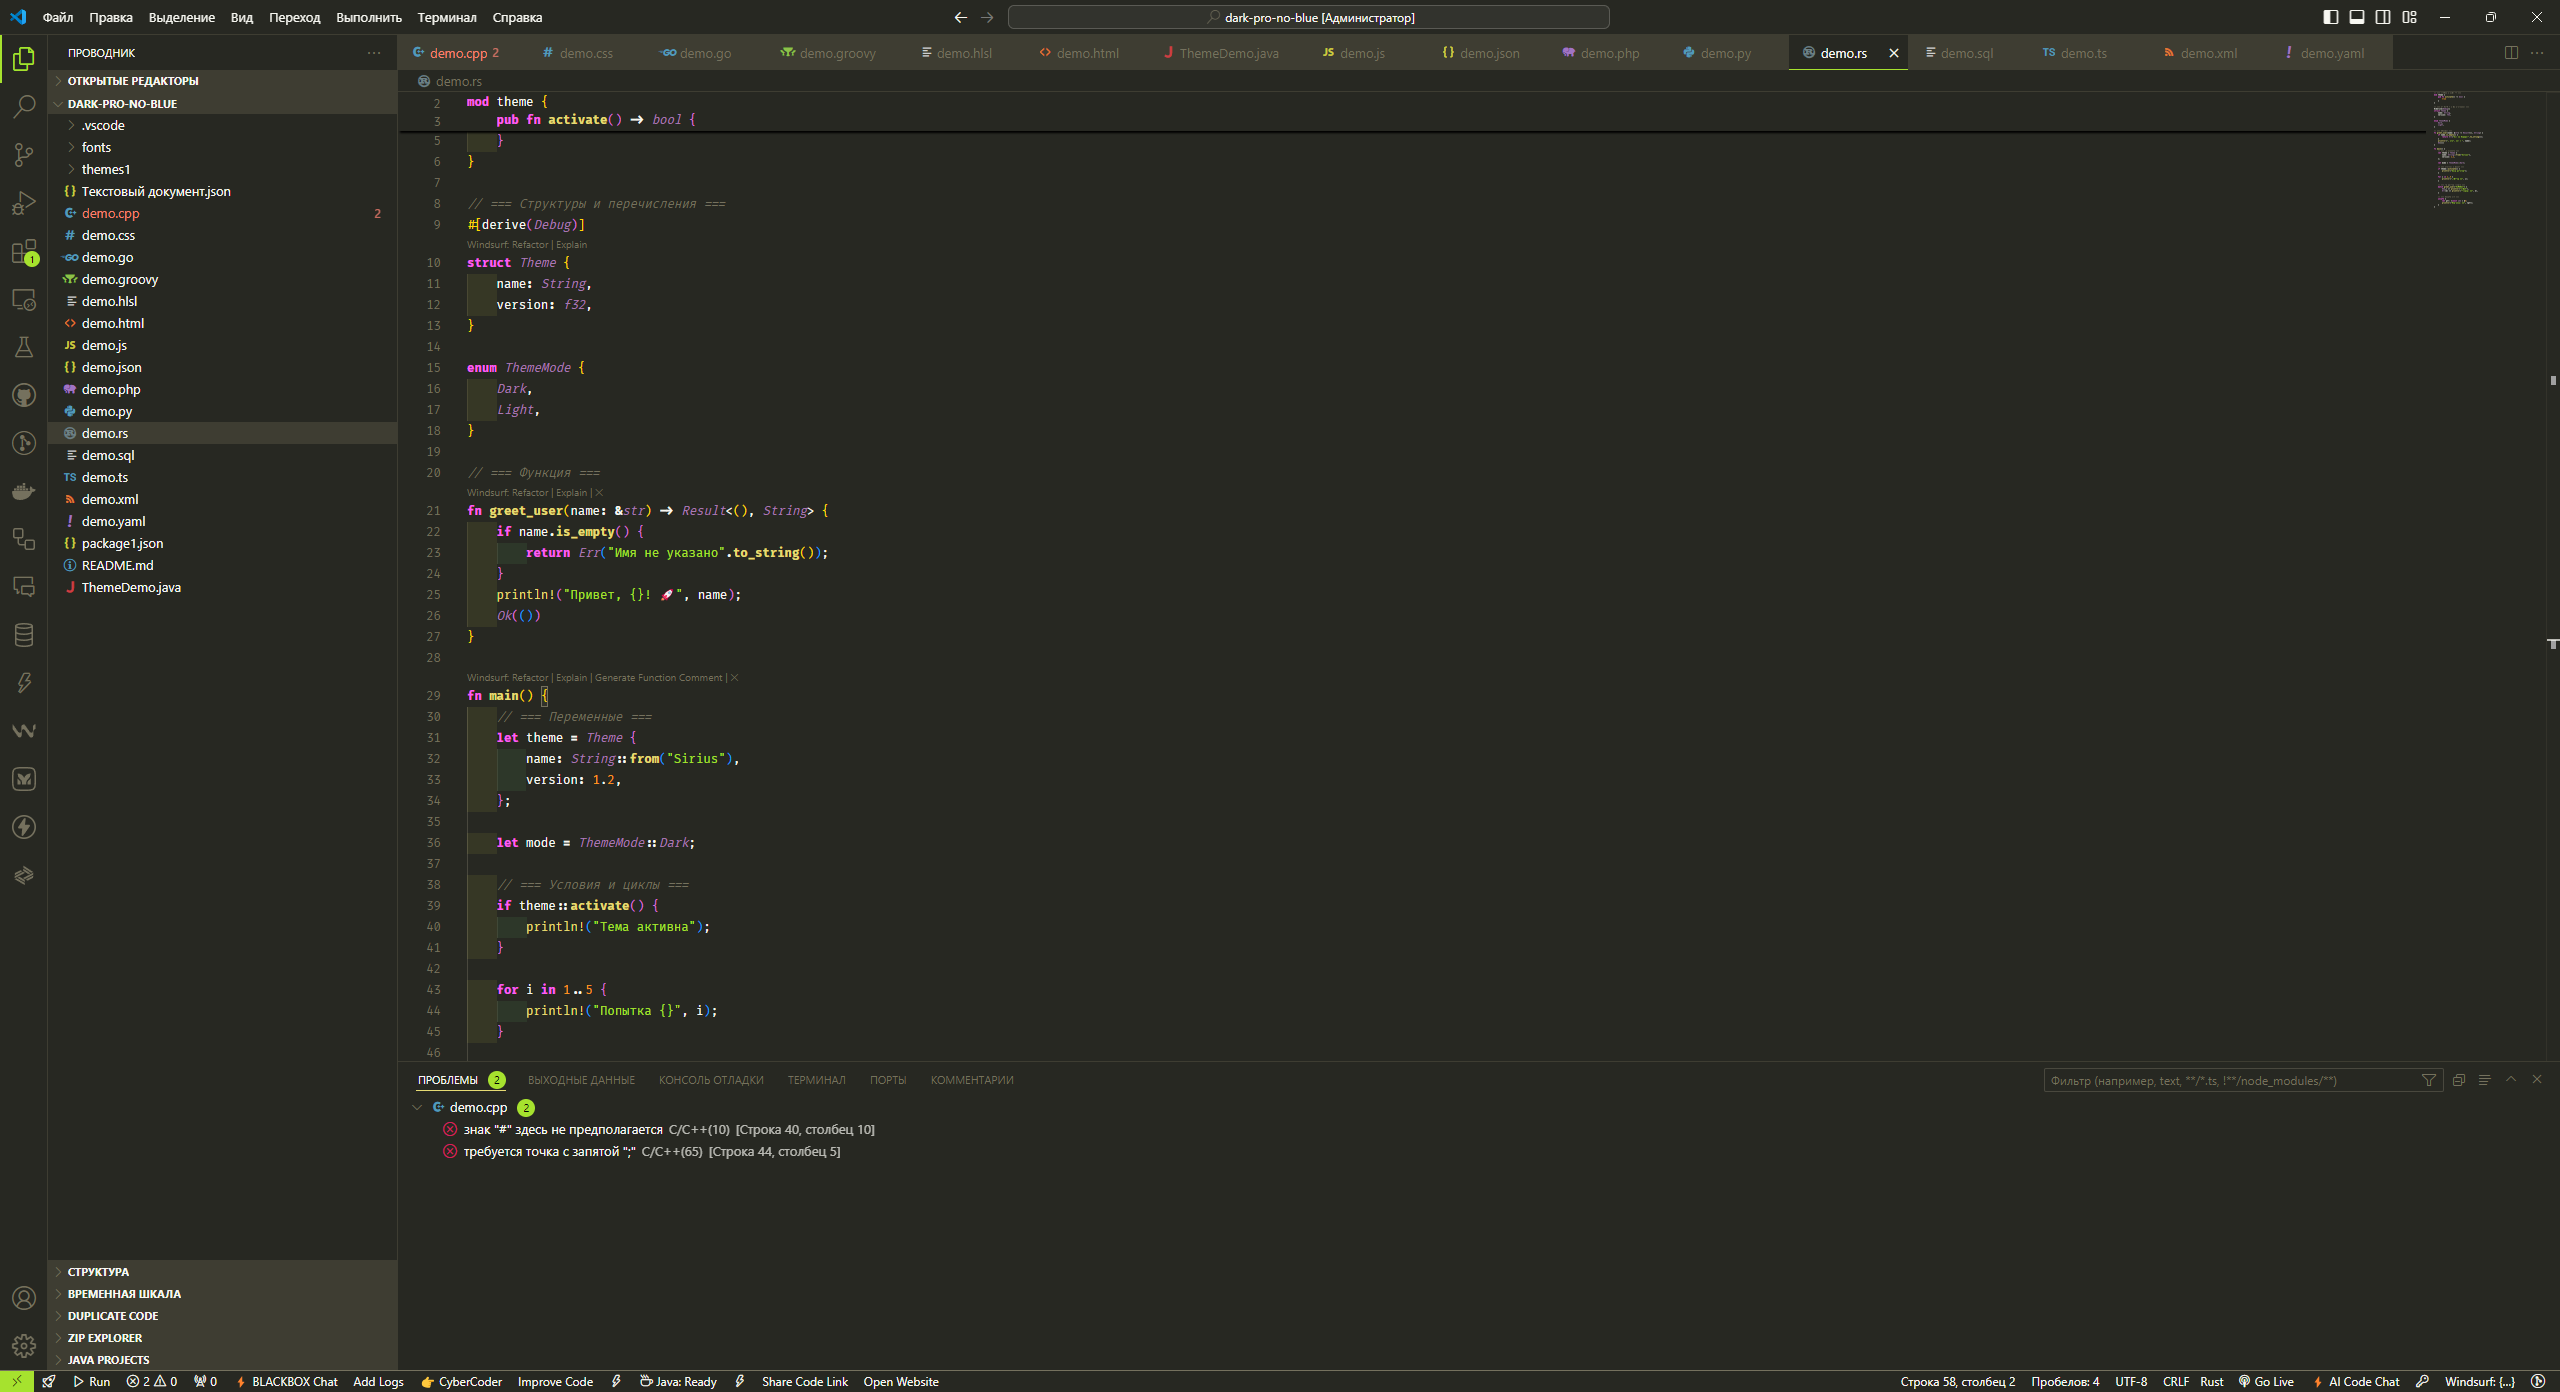 Файл Правка Выделение Вид Переход Выполнить Терминал Справка
dark-pro-no-blue [Администратор]
ПРОВОДНИК
ОТКРЫТЫЕ РЕДАКТОРЫ
DARK-PRO-NO-BLUE
.vscode
fonts
themes1
Текстовый документ.json
demo.cpp 2
demo.css
demo.go
demo.groovy
demo.hlsl
demo.html
demo.js
demo.json
demo.php
demo.py
demo.rs
demo.sql
demo.ts
demo.xml
demo.yaml
package1.json
README.md
ThemeDemo.java
СТРУКТУРА
ВРЕМЕННАЯ ШКАЛА
DUPLICATE CODE
ZIP EXPLORER
JAVA PROJECTS
demo.cpp 2 demo.css demo.go demo.groovy demo.hlsl demo.html ThemeDemo.java demo.js demo.json demo.php demo.py demo.rs demo.sql demo.ts demo.xml demo.yaml
demo.rs
2 mod theme {
3 pub fn activate() -> bool {
5 }
6 }
7
8 // === Структуры и перечисления ===
9 #[derive(Debug)]
Windsurf: Refactor | Explain
10 struct Theme {
11 name: String,
12 version: f32,
13 }
14
15 enum ThemeMode {
16 Dark,
17 Light,
18 }
19
20 // === Функция ===
Windsurf: Refactor | Explain | ×
21 fn greet_user(name: &str) -> Result<(), String> {
22 if name.is_empty() {
23 return Err("Имя не указано".to_string());
24 }
25 println!("Привет, {}! 🚀", name);
26 Ok(())
27 }
28
Windsurf: Refactor | Explain | Generate Function Comment | ×
29 fn main() {
30 // === Переменные ===
31 let theme = Theme {
32 name: String::from("Sirius"),
33 version: 1.2,
34 };
35
36 let mode = ThemeMode::Dark;
37
38 // === Условия и циклы ===
39 if theme::activate() {
40 println!("Тема активна");
41 }
42
43 for i in 1..5 {
44 println!("Попытка {}", i);
45 }
46
ПРОБЛЕМЫ 2 ВЫХОДНЫЕ ДАННЫЕ КОНСОЛЬ ОТЛАДКИ ТЕРМИНАЛ ПОРТЫ КОММЕНТАРИИ
Фильтр (например, text, **/*.ts, !**/node_modules/**)
demo.cpp 2
знак "#" здесь не предполагается C/C++(10) [Строка 40, столбец 10]
требуется точка с запятой ";" C/C++(65) [Строка 44, столбец 5]
Run 2 0 0 BLACKBOX Chat Add Logs CyberCoder Improve Code Java: Ready Share Code Link Open Website
Строка 58, столбец 2 Пробелов: 4 UTF-8 CRLF Rust Go Live AI Code Chat Windsurf: {...}